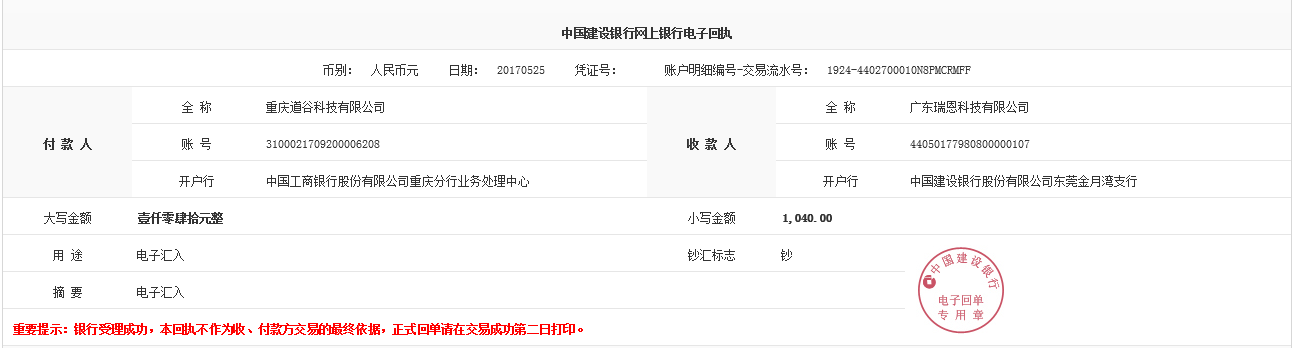 中国建设银行网上银行电子回执
币别： 人民币元 日期： 20170525 凭证号： 账户明细编号-交易流水号： 1924-4402700010N8PMCRMFF
付 款 人 全 称 重庆道谷科技有限公司 收 款 人 全 称 广东瑞恩科技有限公司
账 号 3100021709200006208 账 号 44050177980800000107
开户行 中国工商银行股份有限公司重庆分行业务处理中心 开户行 中国建设银行股份有限公司东莞金月湾支行
大写金额 壹仟零肆拾元整 小写金额 1,040.00
用 途 电子汇入 钞汇标志 钞
摘 要 电子汇入
中国建设银行
电子回单
专 用 章
重要提示：银行受理成功，本回执不作为收、付款方交易的最终依据，正式回单请在交易成功第二日打印。